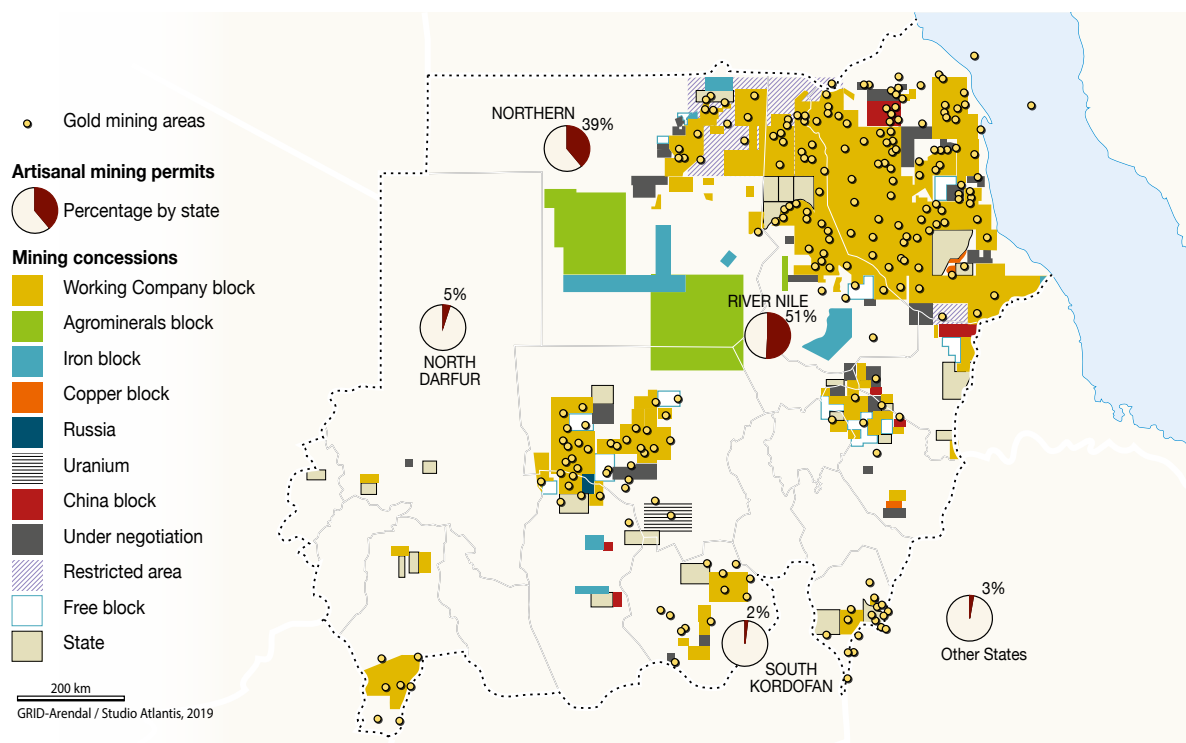 Gold mining areas
Artisanal mining permits
Percentage by state
Mining concessions
Working Company block
Agrominerals block
Iron block
Copper block
Russia
Uranium
China block
Under negotiation
Restricted area
Free block
State
200 km
GRID-Arendal / Studio Atlantis, 2019
NORTHERN
39%
5%
NORTH
DARFUR
RIVER NILE
51%
2%
SOUTH
KORDOFAN
3%
Other States